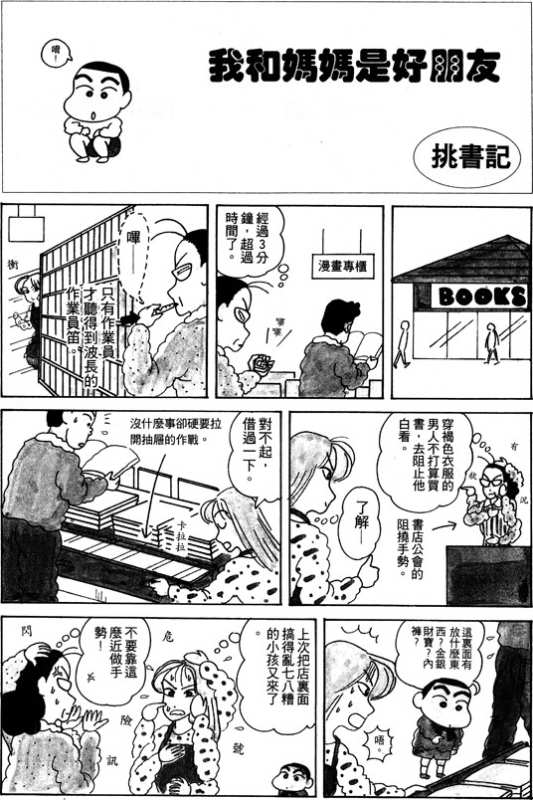 我和媽媽是好朋友
挑書記
唷！
BOOKS
漫畫專櫃
經過3分
鐘，超過
時間了。
嗶——
只有作業員
才聽得到波長的
作業員笛。
衝
有
狀
況
穿褐色衣服的
男人不打算買
書，去阻止他
白看。
書店公會的
阻撓手勢。
了解——
對不起，
借過一下。
沒什麼事卻硬要拉
開抽屜的作戰。
卡拉拉
這裏面有
放什麼東
西？金銀
財寶？內
褲？
唔。
上次把店裏面
搞得亂七八糟
的小孩又來了
。
危
險
訊
號
不要靠這
麼近做手
勢！
閃